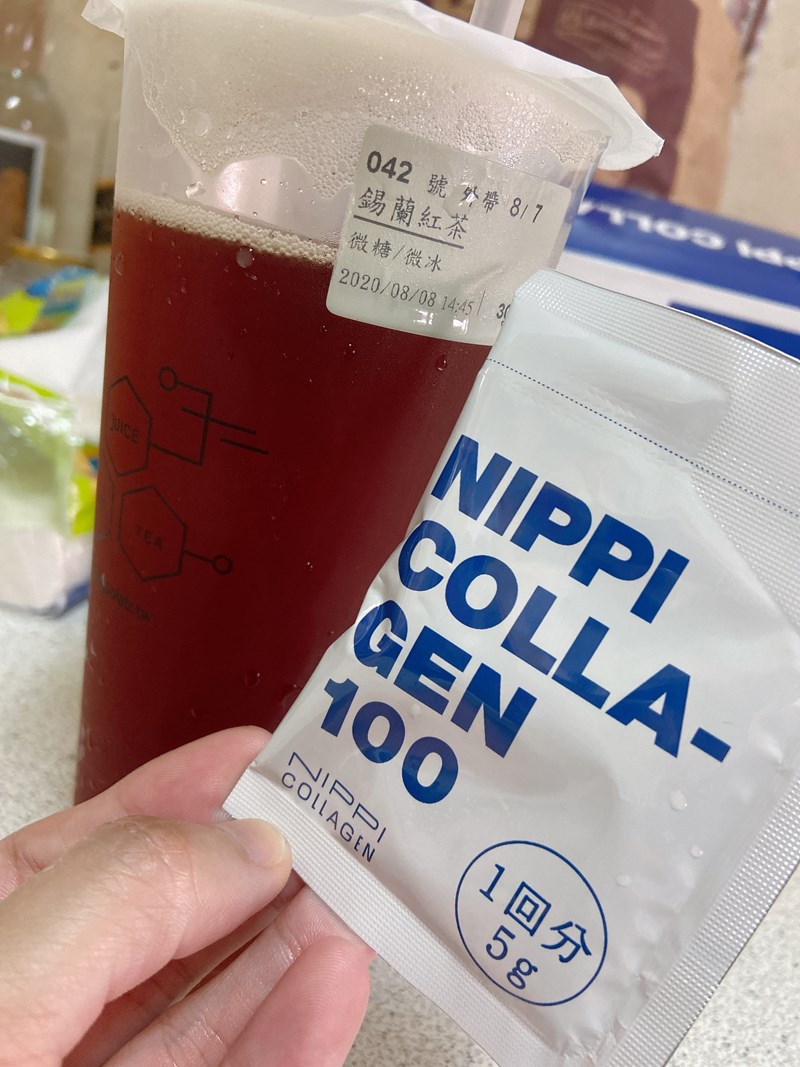 042 號 外帶 8/7
錫蘭紅茶
微糖/微冰
2020/08/08 14:45
30
JUICE
TEA
NIPPI
COLLA-
GEN
100
NIPPI
COLLAGEN
1回分
5g